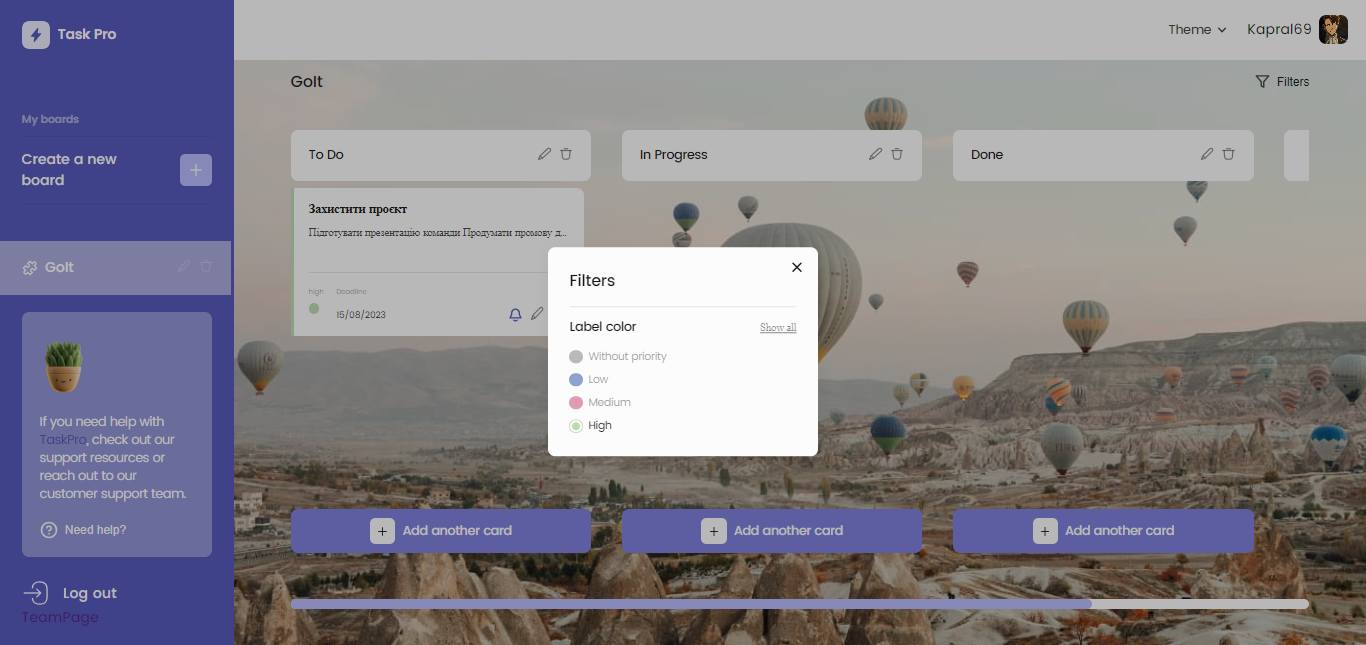 Task Pro
Theme
Kapral69
My boards
Create a new
board
GoIt
If you need help with
TaskPro, check out our
support resources or
reach out to our
customer support team.
Need help?
Log out
TeamPage
GoIt
Filters
To Do
In Progress
Done
Захистити проєкт
Підготувати презентацію команди Продумати промову д...
high
Deadline
15/08/2023
Filters
Label color
Show all
Without priority
Low
Medium
High
Add another card
Add another card
Add another card